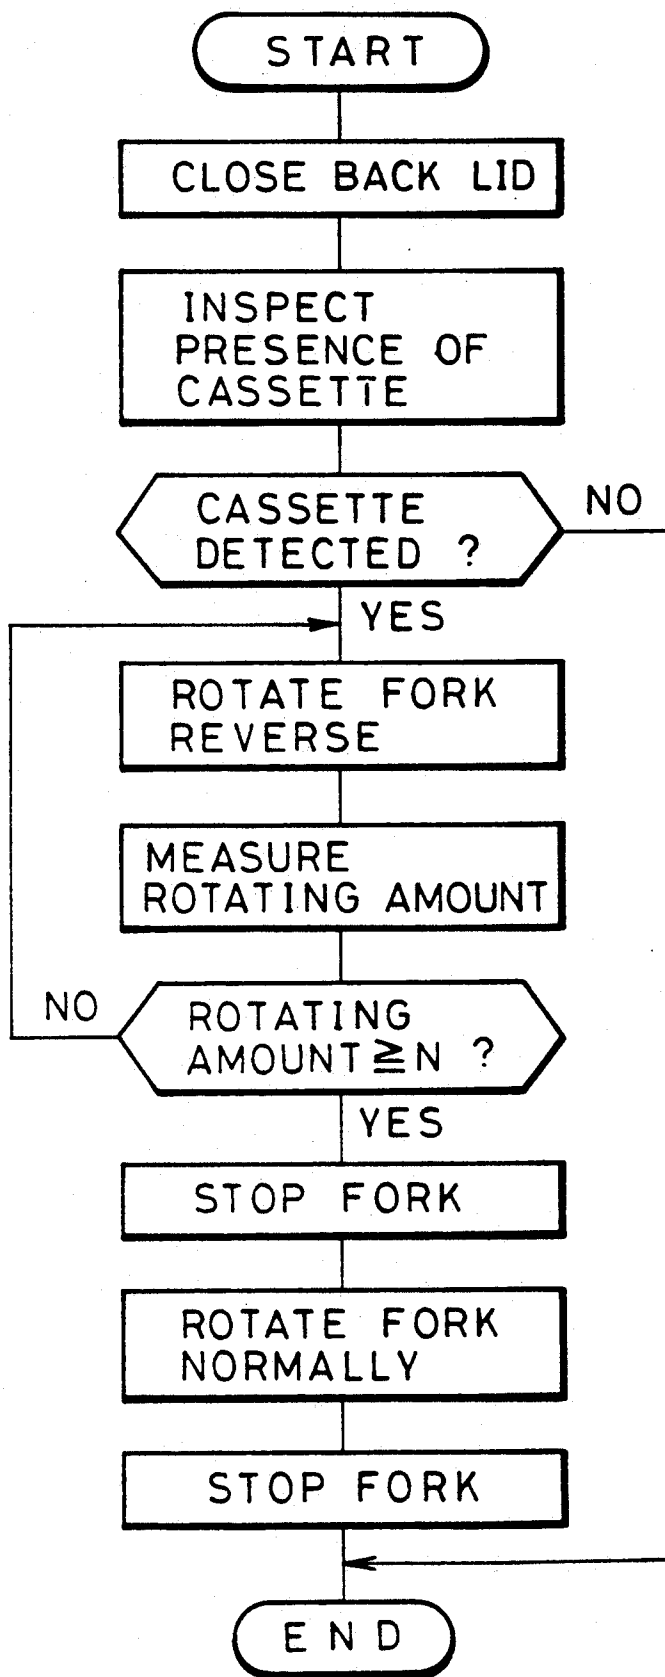 START
CLOSE BACK LID
INSPECT
PRESENCE OF
CASSETTE
CASSETTE
DETECTED ?
NO
YES
ROTATE FORK
REVERSE
MEASURE
ROTATING AMOUNT
NO
ROTATING
AMOUNT ≧ N ?
YES
STOP FORK
ROTATE FORK
NORMALLY
STOP FORK
END